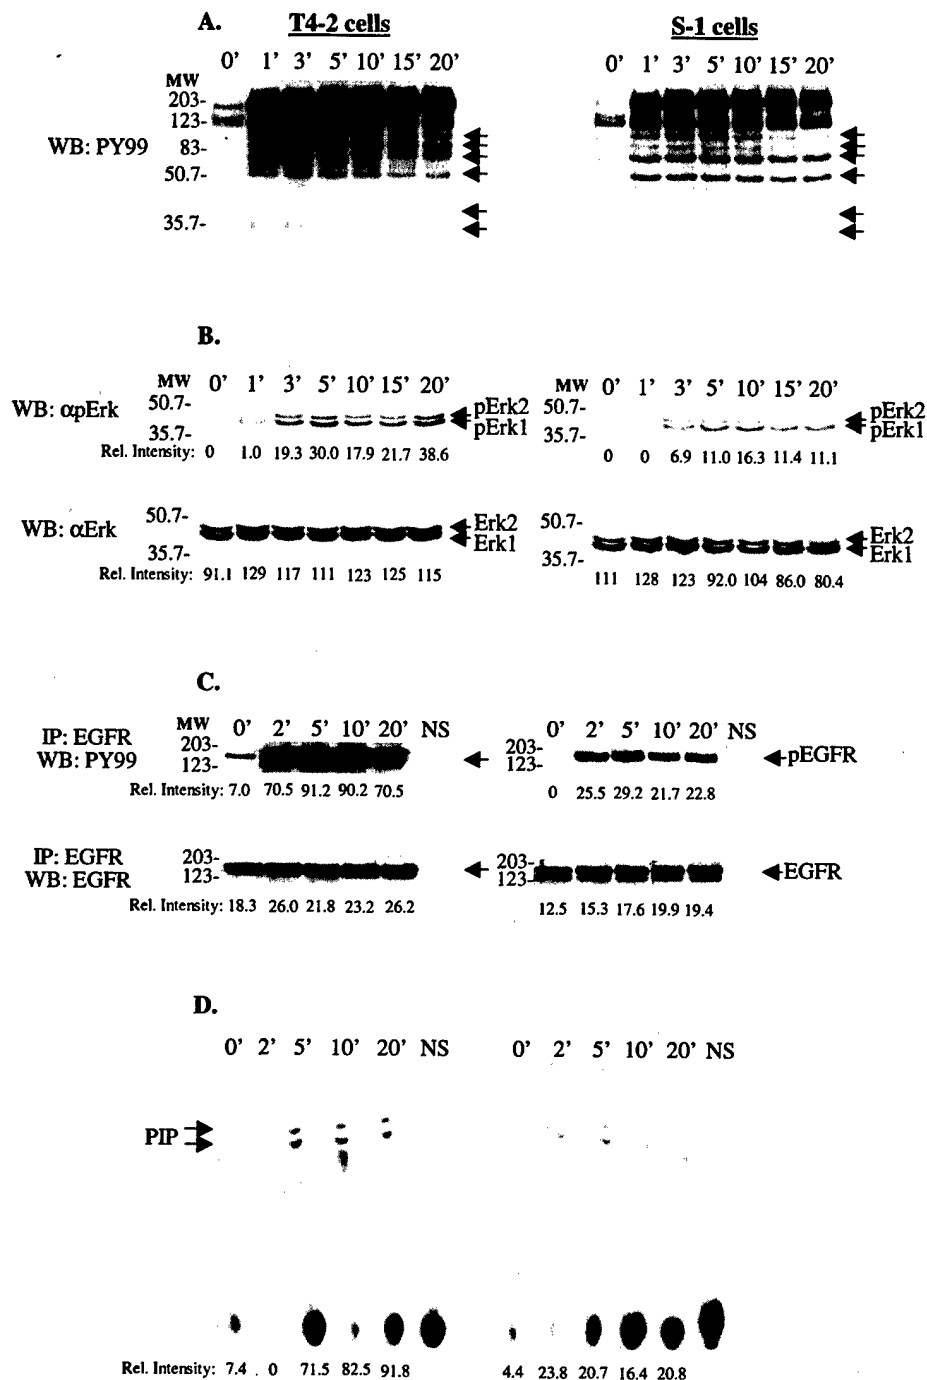 A. T4-2 cells S-1 cells
0' 1' 3' 5' 10' 15' 20' 0' 1' 3' 5' 10' 15' 20'
MW
203-
123-
WB: PY99 83-
50.7-
35.7-
B.
MW 0' 1' 3' 5' 10' 15' 20' MW 0' 1' 3' 5' 10' 15' 20'
WB: αpErk 50.7- pErk2 50.7- pErk2
35.7- pErk1 35.7- pErk1
Rel. Intensity: 0 1.0 19.3 30.0 17.9 21.7 38.6 0 0 6.9 11.0 16.3 11.4 11.1
WB: αErk 50.7- Erk2 50.7- Erk2
35.7- Erk1 35.7- Erk1
Rel. Intensity: 91.1 129 117 111 123 125 115 111 128 123 92.0 104 86.0 80.4
C.
MW 0' 2' 5' 10' 20' NS 0' 2' 5' 10' 20' NS
IP: EGFR 203- 203-
WB: PY99 123- 123- pEGFR
Rel. Intensity: 7.0 70.5 91.2 90.2 70.5 0 25.5 29.2 21.7 22.8
IP: EGFR 203- 203-
WB: EGFR 123- 123- EGFR
Rel. Intensity: 18.3 26.0 21.8 23.2 26.2 12.5 15.3 17.6 19.9 19.4
D.
0' 2' 5' 10' 20' NS 0' 2' 5' 10' 20' NS
PIP
Rel. Intensity: 7.4 0 71.5 82.5 91.8 4.4 23.8 20.7 16.4 20.8